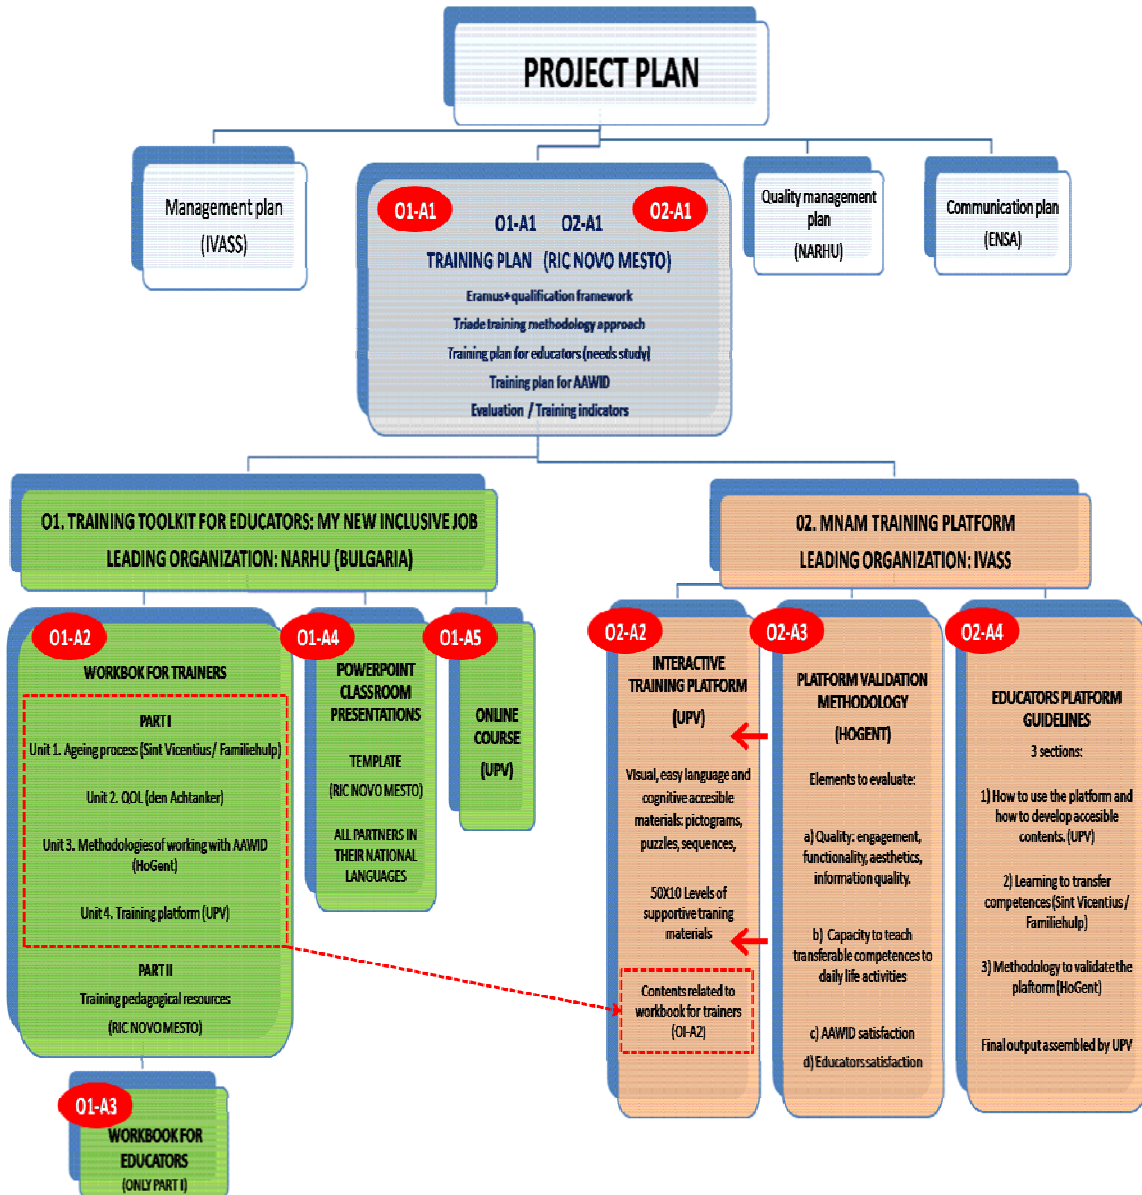 PROJECT PLAN
Management plan
(IVASS)
O1-A1
O2-A1
O1-A1 O2-A1
TRAINING PLAN (RIC NOVO MESTO)
Eramus+ qualification framework
Triade training methodology approach
Training plan for educators (needs study)
Training plan for AAWID
Evaluation / Training indicators
Quality management
plan
(NARHU)
Communication plan
(ENSA)
O1. TRAINING TOOLKIT FOR EDUCATORS: MY NEW INCLUSIVE JOB
LEADING ORGANIZATION: NARHU (BULGARIA)
02. MNAM TRAINING PLATFORM
LEADING ORGANIZATION: IVASS
O1-A2
WORKBOK FOR TRAINERS
PART I
Unit 1. Ageing process (Sint Vicentius / Familiehulp)
Unit 2. QOL (den Achtanker)
Unit 3. Methodologies of working with AAWID
(HoGent)
Unit 4. Training platform (UPV)
PART II
Training pedagogical resources
(RIC NOVO MESTO)
O1-A3
WORKBOOK FOR
EDUCATORS
(ONLY PART I)
O1-A4
POWERPOINT
CLASSROOM
PRESENTATIONS
TEMPLATE
(RIC NOVO MESTO)
ALL PARTNERS IN
THEIR NATIONAL
LANGUAGES
O1-A5
ONLINE
COURSE
(UPV)
O2-A2
INTERACTIVE
TRAINING PLATFORM
(UPV)
Visual, easy language and
cognitive accesible
materials: pictograms,
puzzles, sequences,
50X10 Levels of
supportive traning
materials
Contents related to
workbook for trainers
(OI-A2)
O2-A3
PLATFORM VALIDATION
METHODOLOGY
(HOGENT)
Elements to evaluate:
a) Quality: engagement,
functionality, aesthetics,
information quality.
b) Capacity to teach
transferable competences to
daily life activities
c) AAWID satisfaction
d) Educators satisfaction
O2-A4
EDUCATORS PLATFORM
GUIDELINES
3 sections:
1) How to use the platform and
how to develop accesible
contents. (UPV)
2) Learning to transfer
competences (Sint Vicentius /
Familiehulp)
3) Methodology to validate the
plaftorm (HoGent)
Final output assembled by UPV